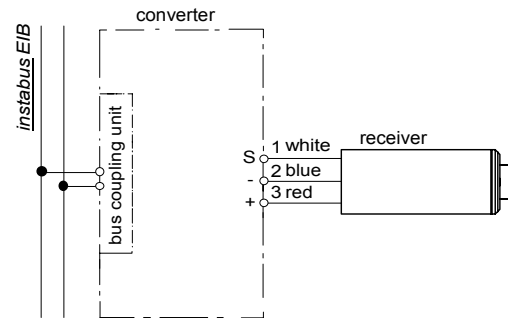 converter
instabus EIB
bus coupling unit
S 1 white receiver
- 2 blue
+ 3 red